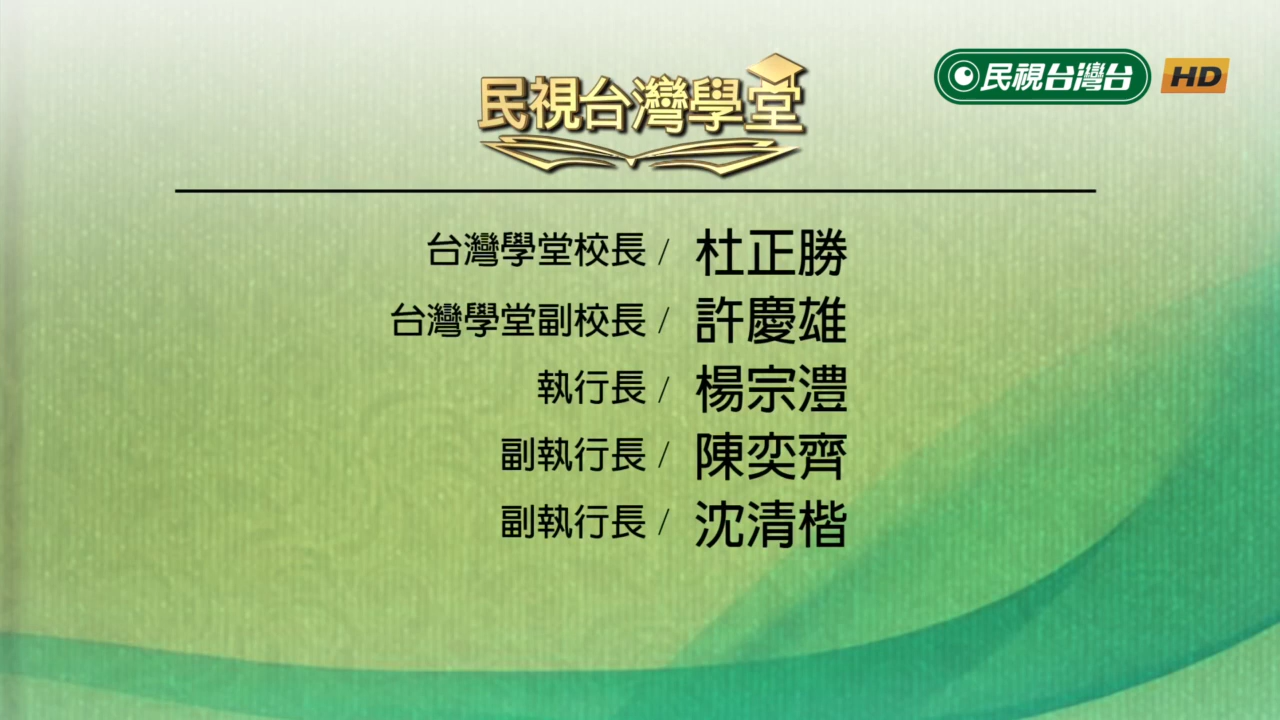 民視台灣學堂
民視台灣台 HD
台灣學堂校長 / 杜正勝
台灣學堂副校長 / 許慶雄
執行長 / 楊宗澧
副執行長 / 陳奕齊
副執行長 / 沈清楷